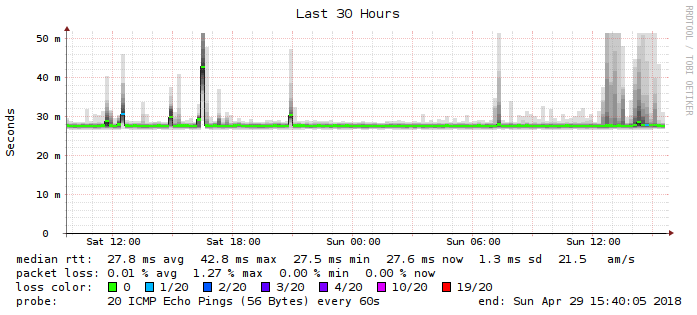 Last 30 Hours
RRDTOOL / TOBI OETIKER
Seconds
50 m
40 m
30 m
20 m
10 m
0
Sat 12:00 Sat 18:00 Sun 00:00 Sun 06:00 Sun 12:00
median rtt: 27.8 ms avg 42.8 ms max 27.5 ms min 27.6 ms now 1.3 ms sd 21.5 am/s
packet loss: 0.01 % avg 1.27 % max 0.00 % min 0.00 % now
loss color: 0 1/20 2/20 3/20 4/20 10/20 19/20
probe: 20 ICMP Echo Pings (56 Bytes) every 60s end: Sun Apr 29 15:40:05 2018